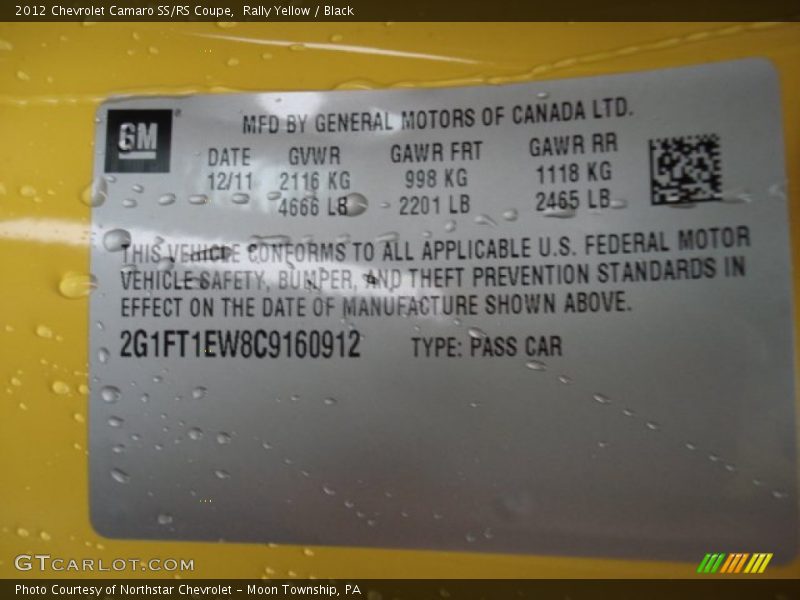 2012 Chevrolet Camaro SS/RS Coupe,  Rally Yellow / Black
GM
MFD BY GENERAL MOTORS OF CANADA LTD.
DATE GVWR GAWR FRT GAWR RR
12/11 2116 KG 998 KG 1118 KG
4666 LB 2201 LB 2465 LB
THIS VEHICLE CONFORMS TO ALL APPLICABLE U.S. FEDERAL MOTOR
VEHICLE SAFETY, BUMPER, AND THEFT PREVENTION STANDARDS IN
EFFECT ON THE DATE OF MANUFACTURE SHOWN ABOVE.
2G1FT1EW8C9160912 TYPE: PASS CAR
GTCARLOT.COM
Photo Courtesy of Northstar Chevrolet - Moon Township, PA